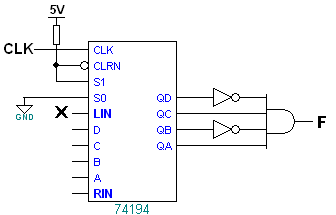 5V
CLK CLK
CLRN
S1
GND S0
X LIN QD
D QC
C QB F
B QA
A
RIN
74194